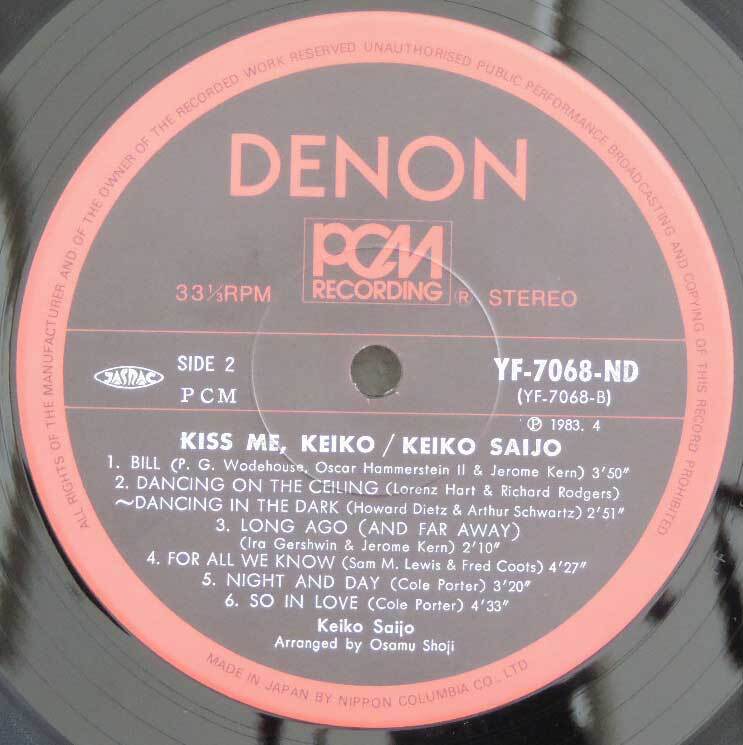 ALL RIGHTS OF THE MANUFACTURER AND OF THE OWNER OF THE RECORDED WORK RESERVED UNAUTHORISED PUBLIC PERFORMANCE BROADCASTING AND COPYING OF THIS RECORD PROHIBITED
DENON
PCM
RECORDING
33⅓RPM
R STEREO
JASRAC
SIDE 2
PCM
YF-7068-ND
(YF-7068-B)
Ⓟ 1983. 4
KISS ME, KEIKO / KEIKO SAIJO
1. BILL (P. G. Wodehouse, Oscar Hammerstein II & Jerome Kern) 3'50"
2. DANCING ON THE CEILING (Lorenz Hart & Richard Rodgers)
～DANCING IN THE DARK (Howard Dietz & Arthur Schwartz) 2'51"
3. LONG AGO (AND FAR AWAY)
(Ira Gershwin & Jerome Kern) 2'10"
4. FOR ALL WE KNOW (Sam M. Lewis & Fred Coots) 4'27"
5. NIGHT AND DAY (Cole Porter) 3'20"
6. SO IN LOVE (Cole Porter) 4'33"
Keiko Saijo
Arranged by Osamu Shoji
MADE IN JAPAN BY NIPPON COLUMBIA CO., LTD